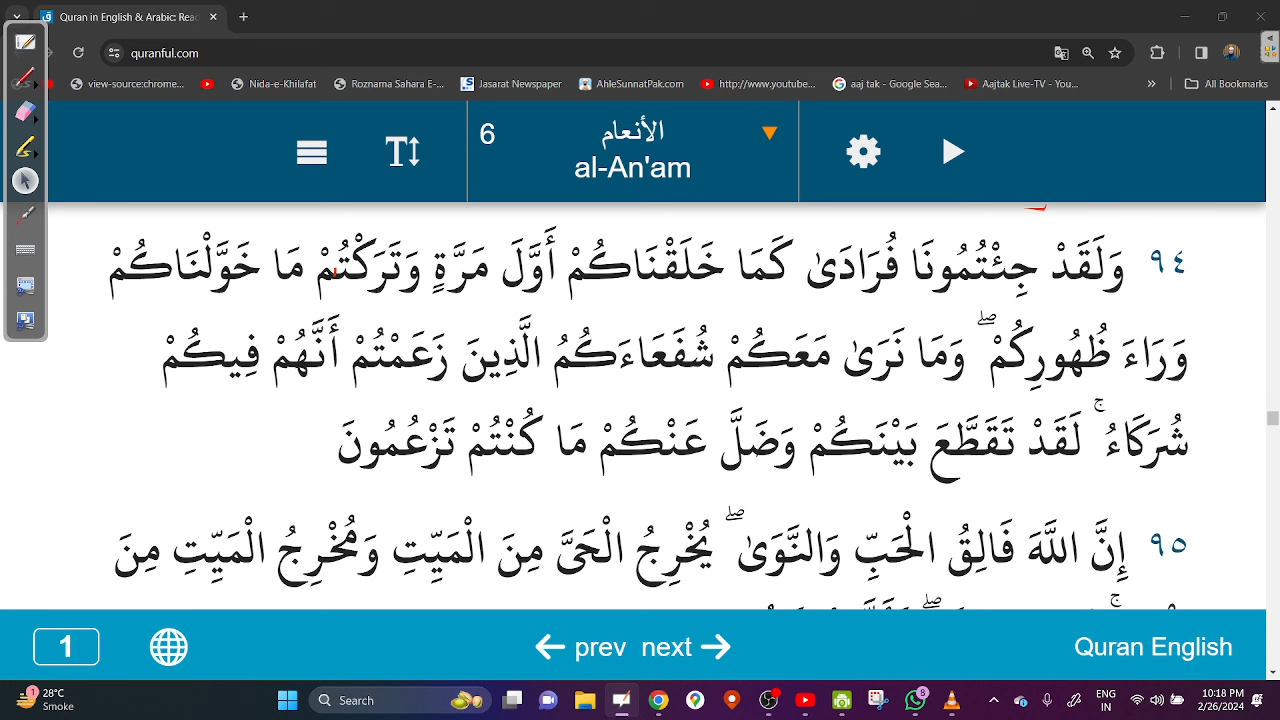 Quran in English & Arabic: Rea
quranful.com
view-source:chrome...
Nida-e-Khilafat
Roznama Sahara E-...
Jasarat Newspaper
AhleSunnatPak.com
http://www.youtube...
aaj tak - Google Sea...
Aajtak Live-TV - You...
All Bookmarks
6
الأنعام
al-An'am
٩٤ وَلَقَدْ جِئْتُمُونَا فُرَادَىٰ كَمَا خَلَقْنَاكُمْ أَوَّلَ مَرَّةٍ وَتَرَكْتُمْ مَا خَوَّلْنَاكُمْ
وَرَاءَ ظُهُورِكُمْ ۖ وَمَا نَرَىٰ مَعَكُمْ شُفَعَاءَكُمُ الَّذِينَ زَعَمْتُمْ أَنَّهُمْ فِيكُمْ
شُرَكَاءُ ۚ لَقَدْ تَقَطَّعَ بَيْنَكُمْ وَضَلَّ عَنْكُمْ مَا كُنْتُمْ تَزْعُمُونَ
٩٥ إِنَّ اللَّهَ فَالِقُ الْحَبِّ وَالنَّوَىٰ ۖ يُخْرِجُ الْحَيَّ مِنَ الْمَيِّتِ وَمُخْرِجُ الْمَيِّتِ مِنَ
1
prev next
Quran English
1
28°C
Smoke
Search
8
ENG
IN
10:18 PM
2/26/2024